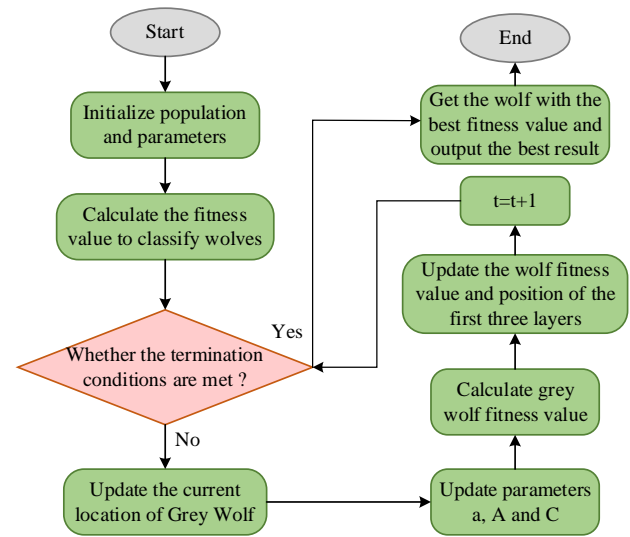 Start
Initialize population
and parameters
Calculate the fitness
value to classify wolves
Whether the termination
conditions are met ?
Yes
No
Update the current
location of Grey Wolf
Update parameters
a, A and C
Calculate grey
wolf fitness value
Update the wolf fitness
value and position of the
first three layers
t=t+1
Get the wolf with the
best fitness value and
output the best result
End